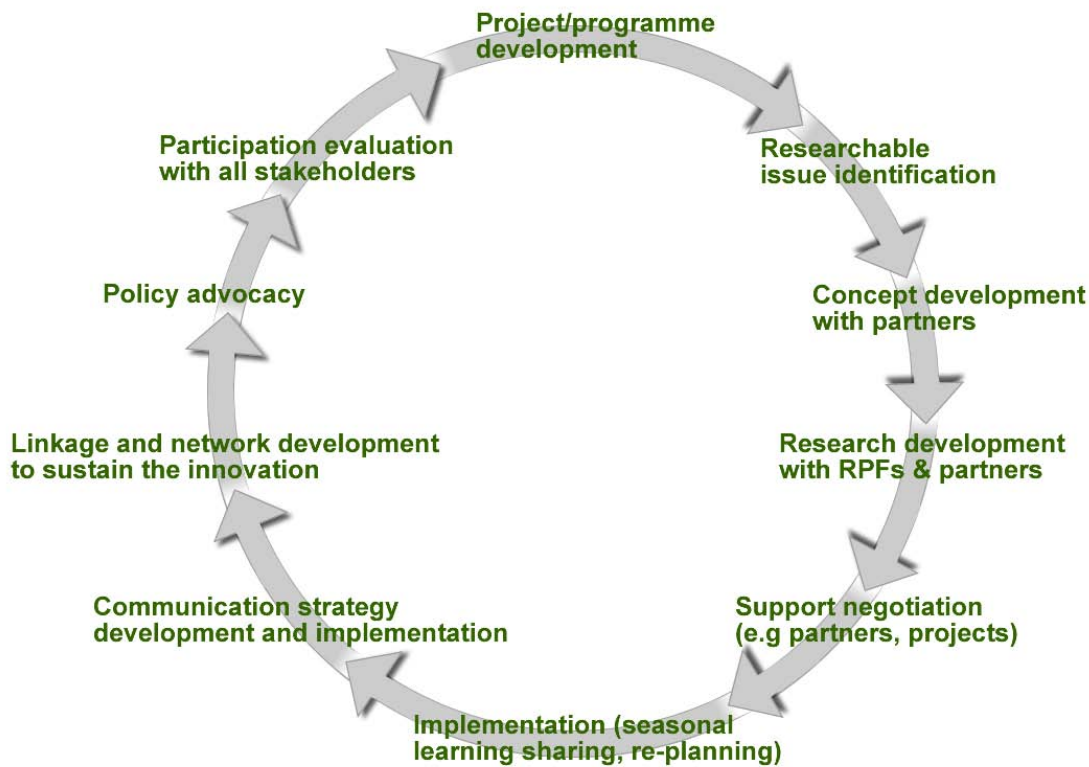 Project/programme
development
Researchable
issue identification
Concept development
with partners
Research development
with RPFs & partners
Support negotiation
(e.g partners, projects)
Implementation (seasonal
learning sharing, re-planning)
Communication strategy
development and implementation
Linkage and network development
to sustain the innovation
Policy advocacy
Participation evaluation
with all stakeholders